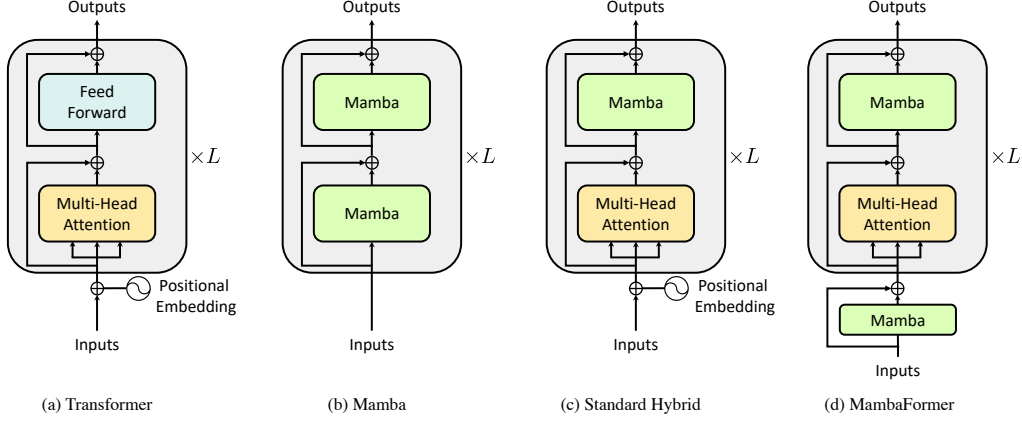 Outputs
Feed
Forward
× L
Multi-Head
Attention
Positional
Embedding
Inputs
(a) Transformer
Outputs
Mamba
× L
Mamba
Inputs
(b) Mamba
Outputs
Mamba
× L
Multi-Head
Attention
Positional
Embedding
Inputs
(c) Standard Hybrid
Outputs
Mamba
× L
Multi-Head
Attention
Mamba
Inputs
(d) MambaFormer